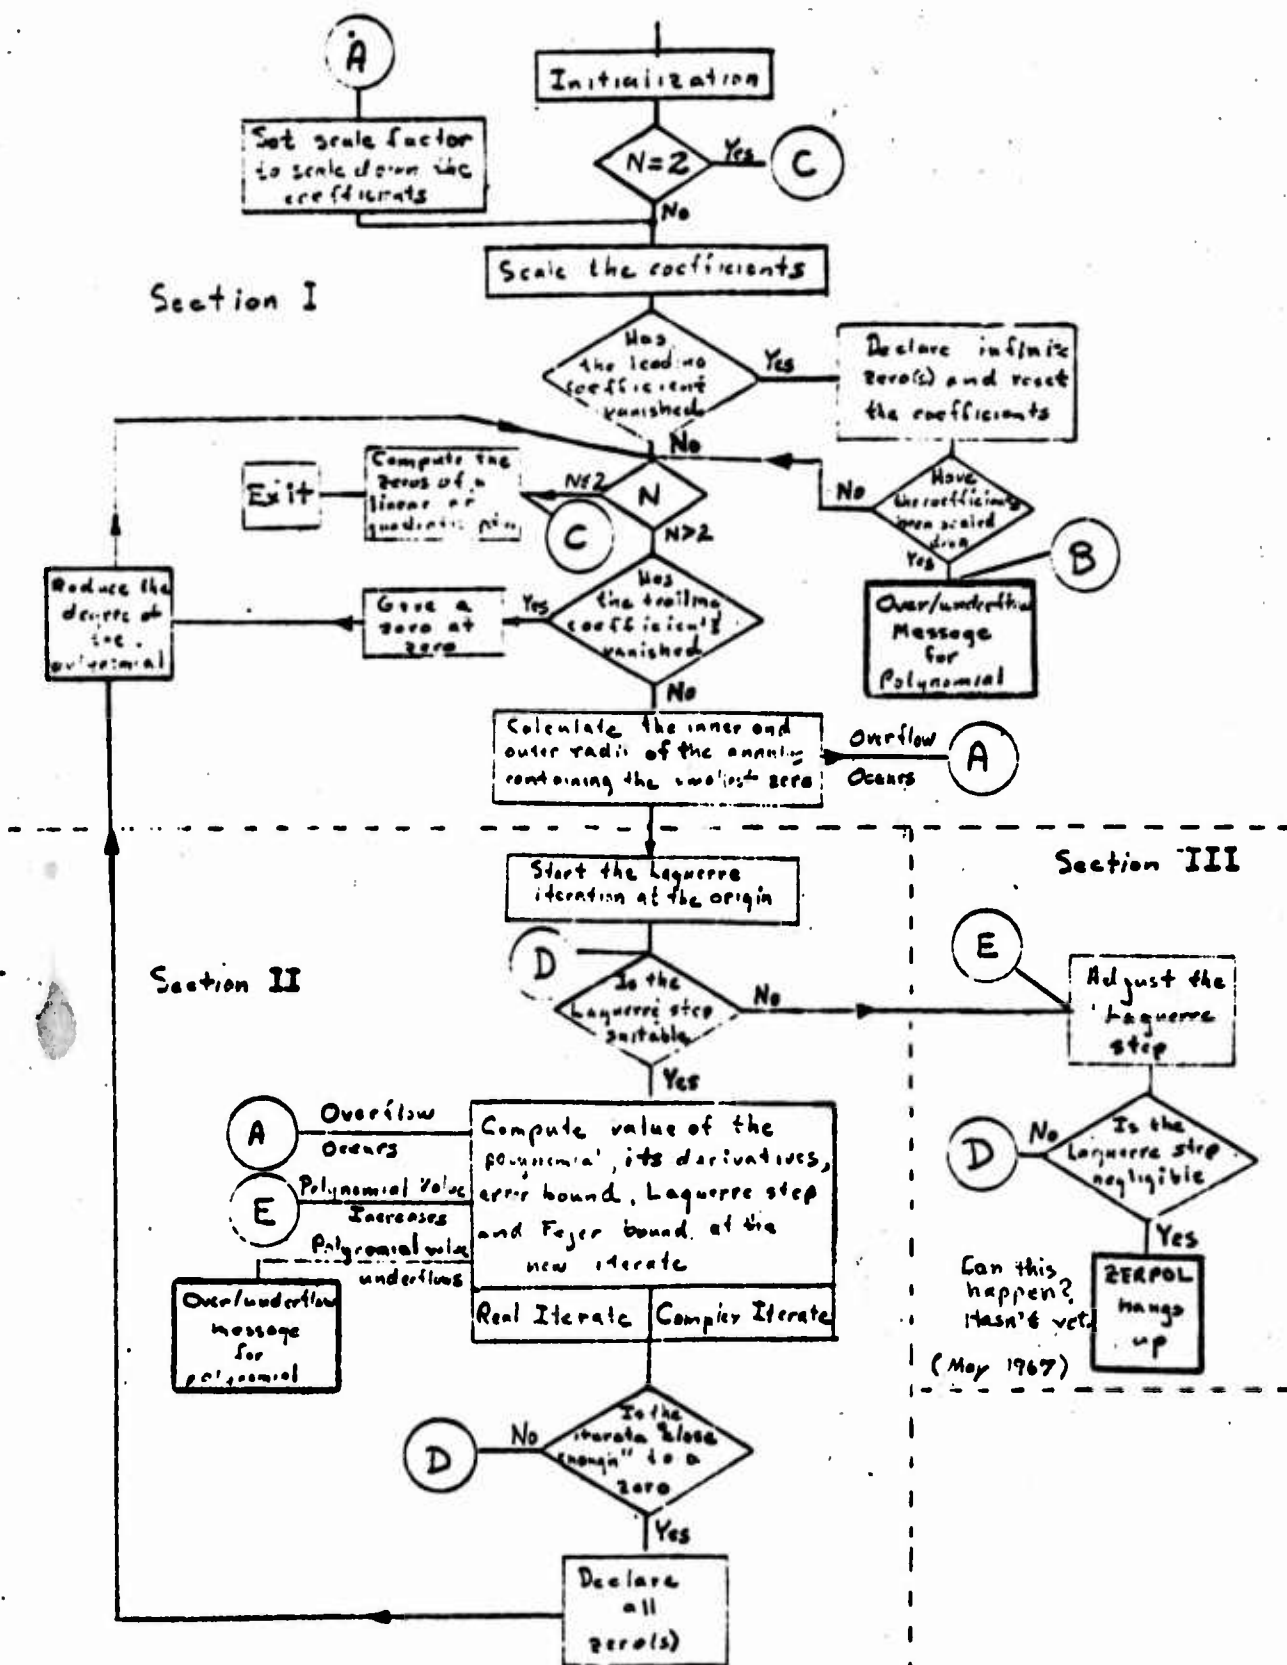 A
Initialization
Set scale factor
to scale down the
coefficients
N=2
Yes
C
No
Scale the coefficients
Section I
Has
the leading
coefficient
vanished
Yes
Declare infinite
zero(s) and reset
the coefficients
No
Exit
Compute the
zeros of a
linear or
quadratic
N≤2
N
C
N>2
No
Have
the coefficients
been scaled
down
Yes
B
Over/underflow
Message
for
Polynomial
Reduce the
degree of
the
polynomial
Give a
zero at
zero
Yes
Has
the trailing
coefficients
vanished
No
Calculate the inner and
outer radii of the annulus
containing the smallest zero
Overflow
Occurs
A
Start the Laguerre
iteration at the origin
Section III
Section II
D
Is the
Laguerre step
suitable
No
E
Adjust the
Laguerre
step
Yes
A
Overflow
Occurs
E
Polynomial Value
Increases
Polynomial value
underflows
Over/underflow
message
for
polynomial
Compute value of the
polynomial, its derivatives,
error bound, Laguerre step
and Fejer bound, at the
new iterate
Real Iterate
Complex Iterate
D
No
Is the
Laguerre step
negligible
Yes
Can this
happen?
Hasn't yet.
(May 1967)
ZERPOL
hangs
up
D
No
Is the
iterate "close
enough" to a
zero
Yes
Declare
all
zero(s)